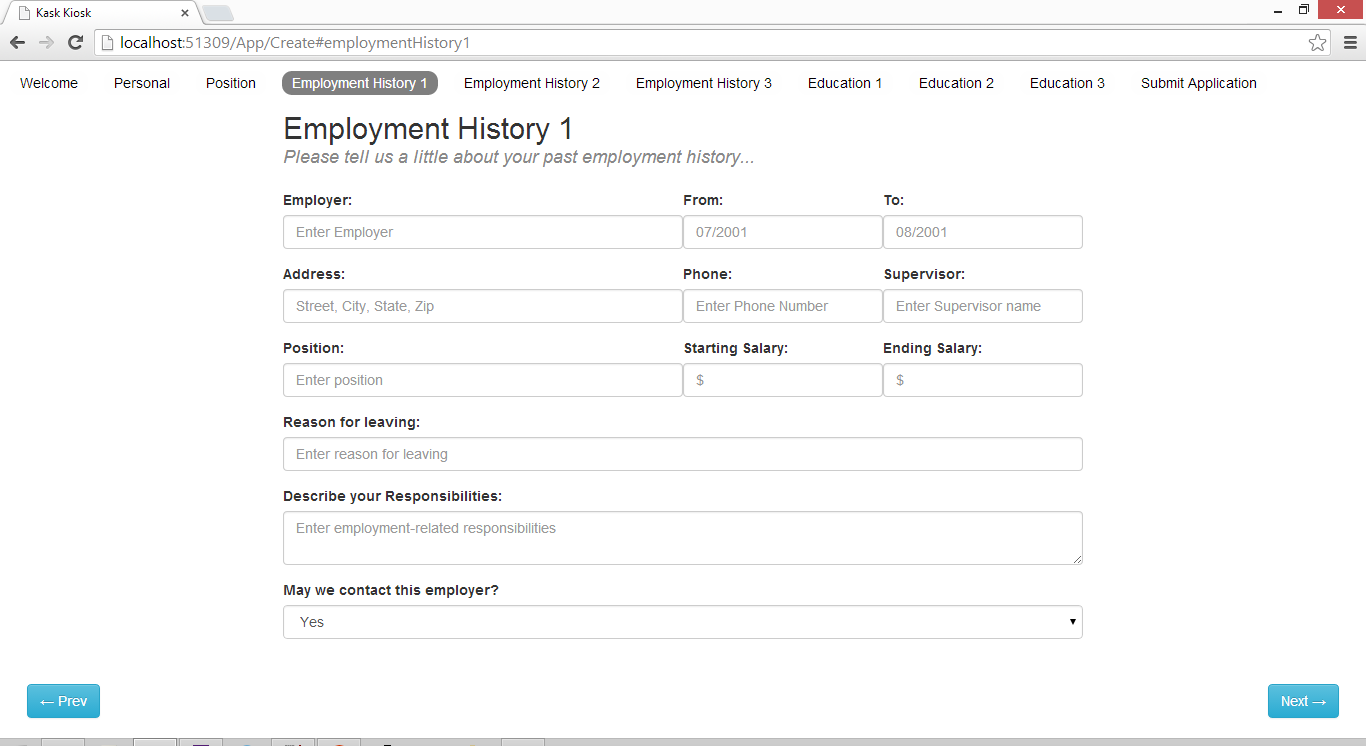 Kask Kiosk
localhost:51309/App/Create#employmentHistory1
Welcome Personal Position Employment History 1 Employment History 2 Employment History 3 Education 1 Education 2 Education 3 Submit Application
Employment History 1
Please tell us a little about your past employment history...
Employer: From: To:
Enter Employer 07/2001 08/2001
Address: Phone: Supervisor:
Street, City, State, Zip Enter Phone Number Enter Supervisor name
Position: Starting Salary: Ending Salary:
Enter position $ $
Reason for leaving:
Enter reason for leaving
Describe your Responsibilities:
Enter employment-related responsibilities
May we contact this employer?
Yes
← Prev Next →